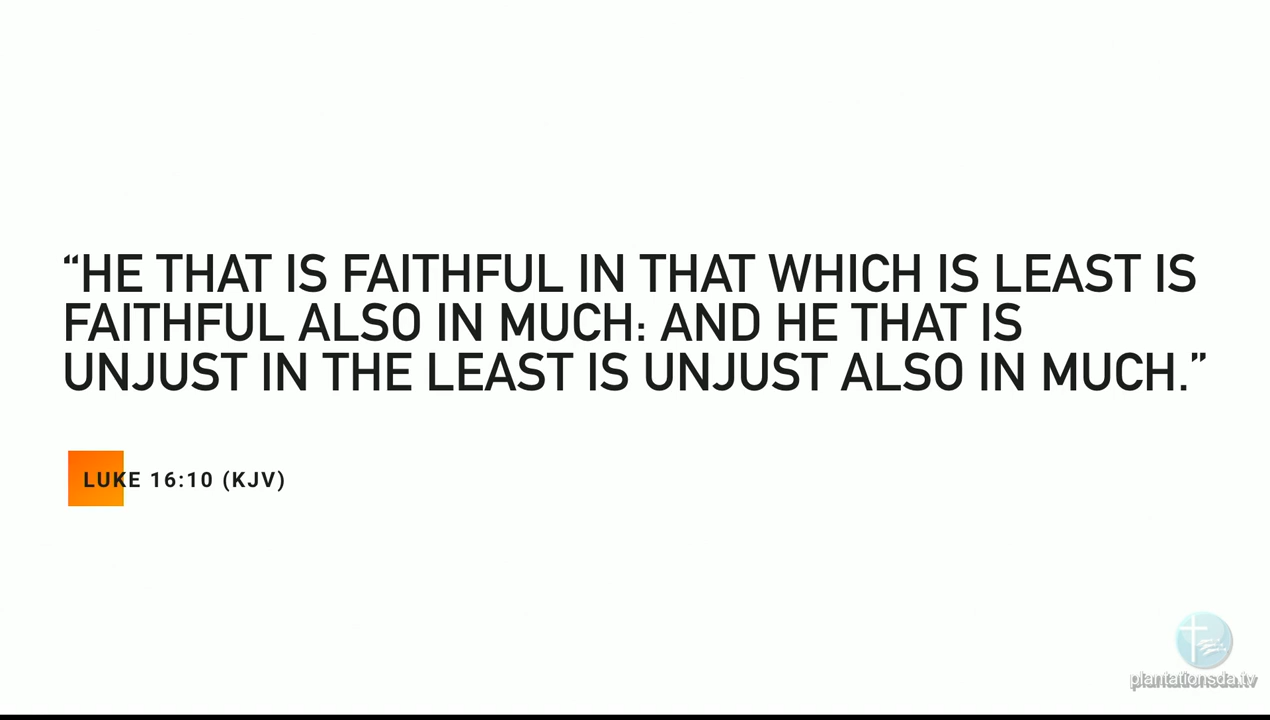 “HE THAT IS FAITHFUL IN THAT WHICH IS LEAST IS
FAITHFUL ALSO IN MUCH: AND HE THAT IS
UNJUST IN THE LEAST IS UNJUST ALSO IN MUCH.”
LUKE 16:10 (KJV)
plantationsda.tv